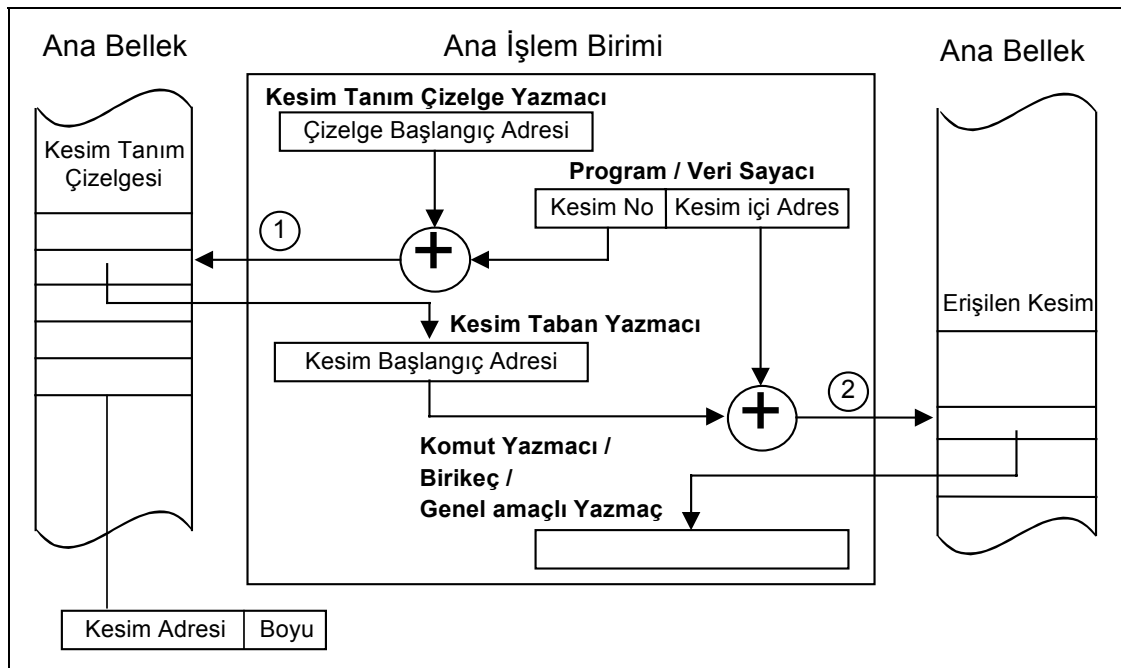 Ana Bellek
Ana İşlem Birimi
Ana Bellek
Kesim Tanım Çizelge Yazmacı
Çizelge Başlangıç Adresi
Kesim Tanım
Çizelgesi
Program / Veri Sayacı
Kesim No
Kesim içi Adres
1
+
Erişilen Kesim
Kesim Taban Yazmacı
Kesim Başlangıç Adresi
2
+
Komut Yazmacı /
Birikeç /
Genel amaçlı Yazmaç
Kesim Adresi
Boyu